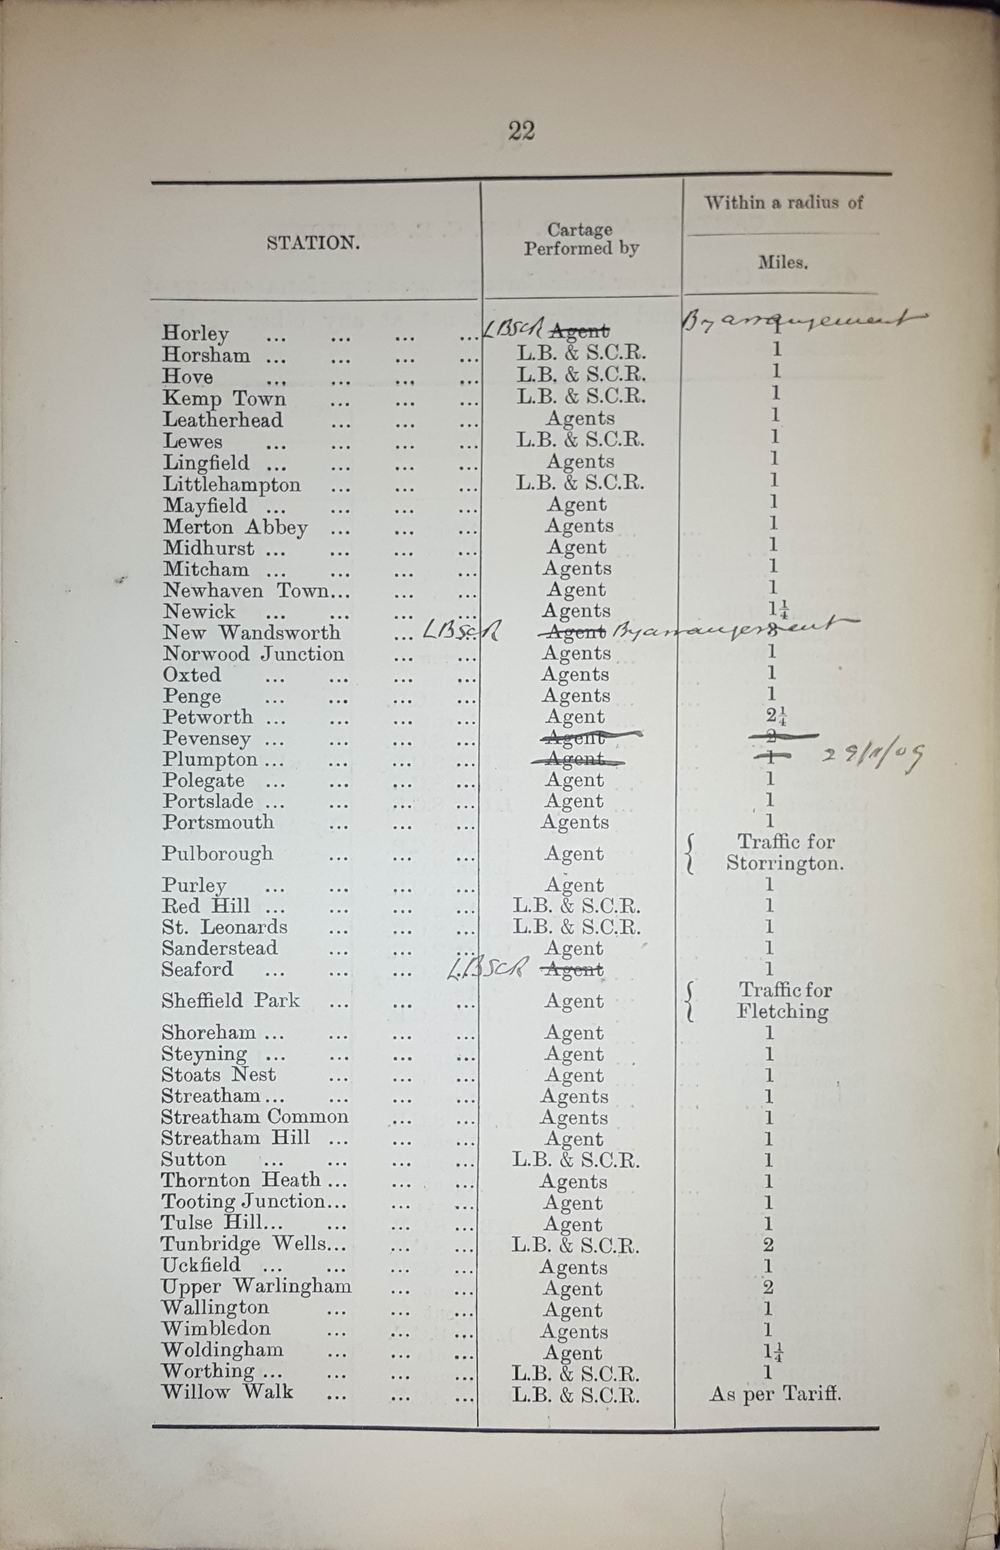 22
STATION. Cartage Performed by Within a radius of Miles.
Horley ... ... ... ... LBSCR Agent By arrangement 1
Horsham ... ... ... ... L.B. & S.C.R. 1
Hove ... ... ... ... L.B. & S.C.R. 1
Kemp Town ... ... ... L.B. & S.C.R. 1
Leatherhead ... ... ... Agents 1
Lewes ... ... ... ... L.B. & S.C.R. 1
Lingfield ... ... ... ... Agents 1
Littlehampton ... ... ... L.B. & S.C.R. 1
Mayfield ... ... ... ... Agent 1
Merton Abbey ... ... ... Agents 1
Midhurst ... ... ... ... Agent 1
Mitcham ... ... ... ... Agents 1
Newhaven Town... ... ... Agent 1
Newick ... ... ... ... Agents 1¼
New Wandsworth ... ... LBSCR Agent By arrangement 3
Norwood Junction ... ... Agents 1
Oxted ... ... ... ... Agents 1
Penge ... ... ... ... Agents 1
Petworth ... ... ... ... Agent 2¼
Pevensey ... ... ... ... Agent 2
Plumpton ... ... ... ... Agent 1 29/11/09
Polegate ... ... ... ... Agent 1
Portslade ... ... ... ... Agent 1
Portsmouth ... ... ... Agents 1
Pulborough ... ... ... Agent { Traffic for Storrington.
Purley ... ... ... ... Agent 1
Red Hill ... ... ... ... L.B. & S.C.R. 1
St. Leonards ... ... ... L.B. & S.C.R. 1
Sanderstead ... ... ... Agent 1
Seaford ... ... ... ... LBSCR Agent 1
Sheffield Park ... ... ... Agent { Traffic for Fletching
Shoreham ... ... ... ... Agent 1
Steyning ... ... ... ... Agent 1
Stoats Nest ... ... ... Agent 1
Streatham... ... ... ... Agents 1
Streatham Common ... ... Agents 1
Streatham Hill ... ... ... Agent 1
Sutton ... ... ... ... L.B. & S.C.R. 1
Thornton Heath ... ... ... Agents 1
Tooting Junction... ... ... Agent 1
Tulse Hill... ... ... ... Agent 1
Tunbridge Wells... ... ... L.B. & S.C.R. 2
Uckfield ... ... ... ... Agents 1
Upper Warlingham ... ... Agent 2
Wallington ... ... ... Agent 1
Wimbledon ... ... ... Agents 1
Woldingham ... ... ... Agent 1¼
Worthing ... ... ... ... L.B. & S.C.R. 1
Willow Walk ... ... ... L.B. & S.C.R. As per Tariff.